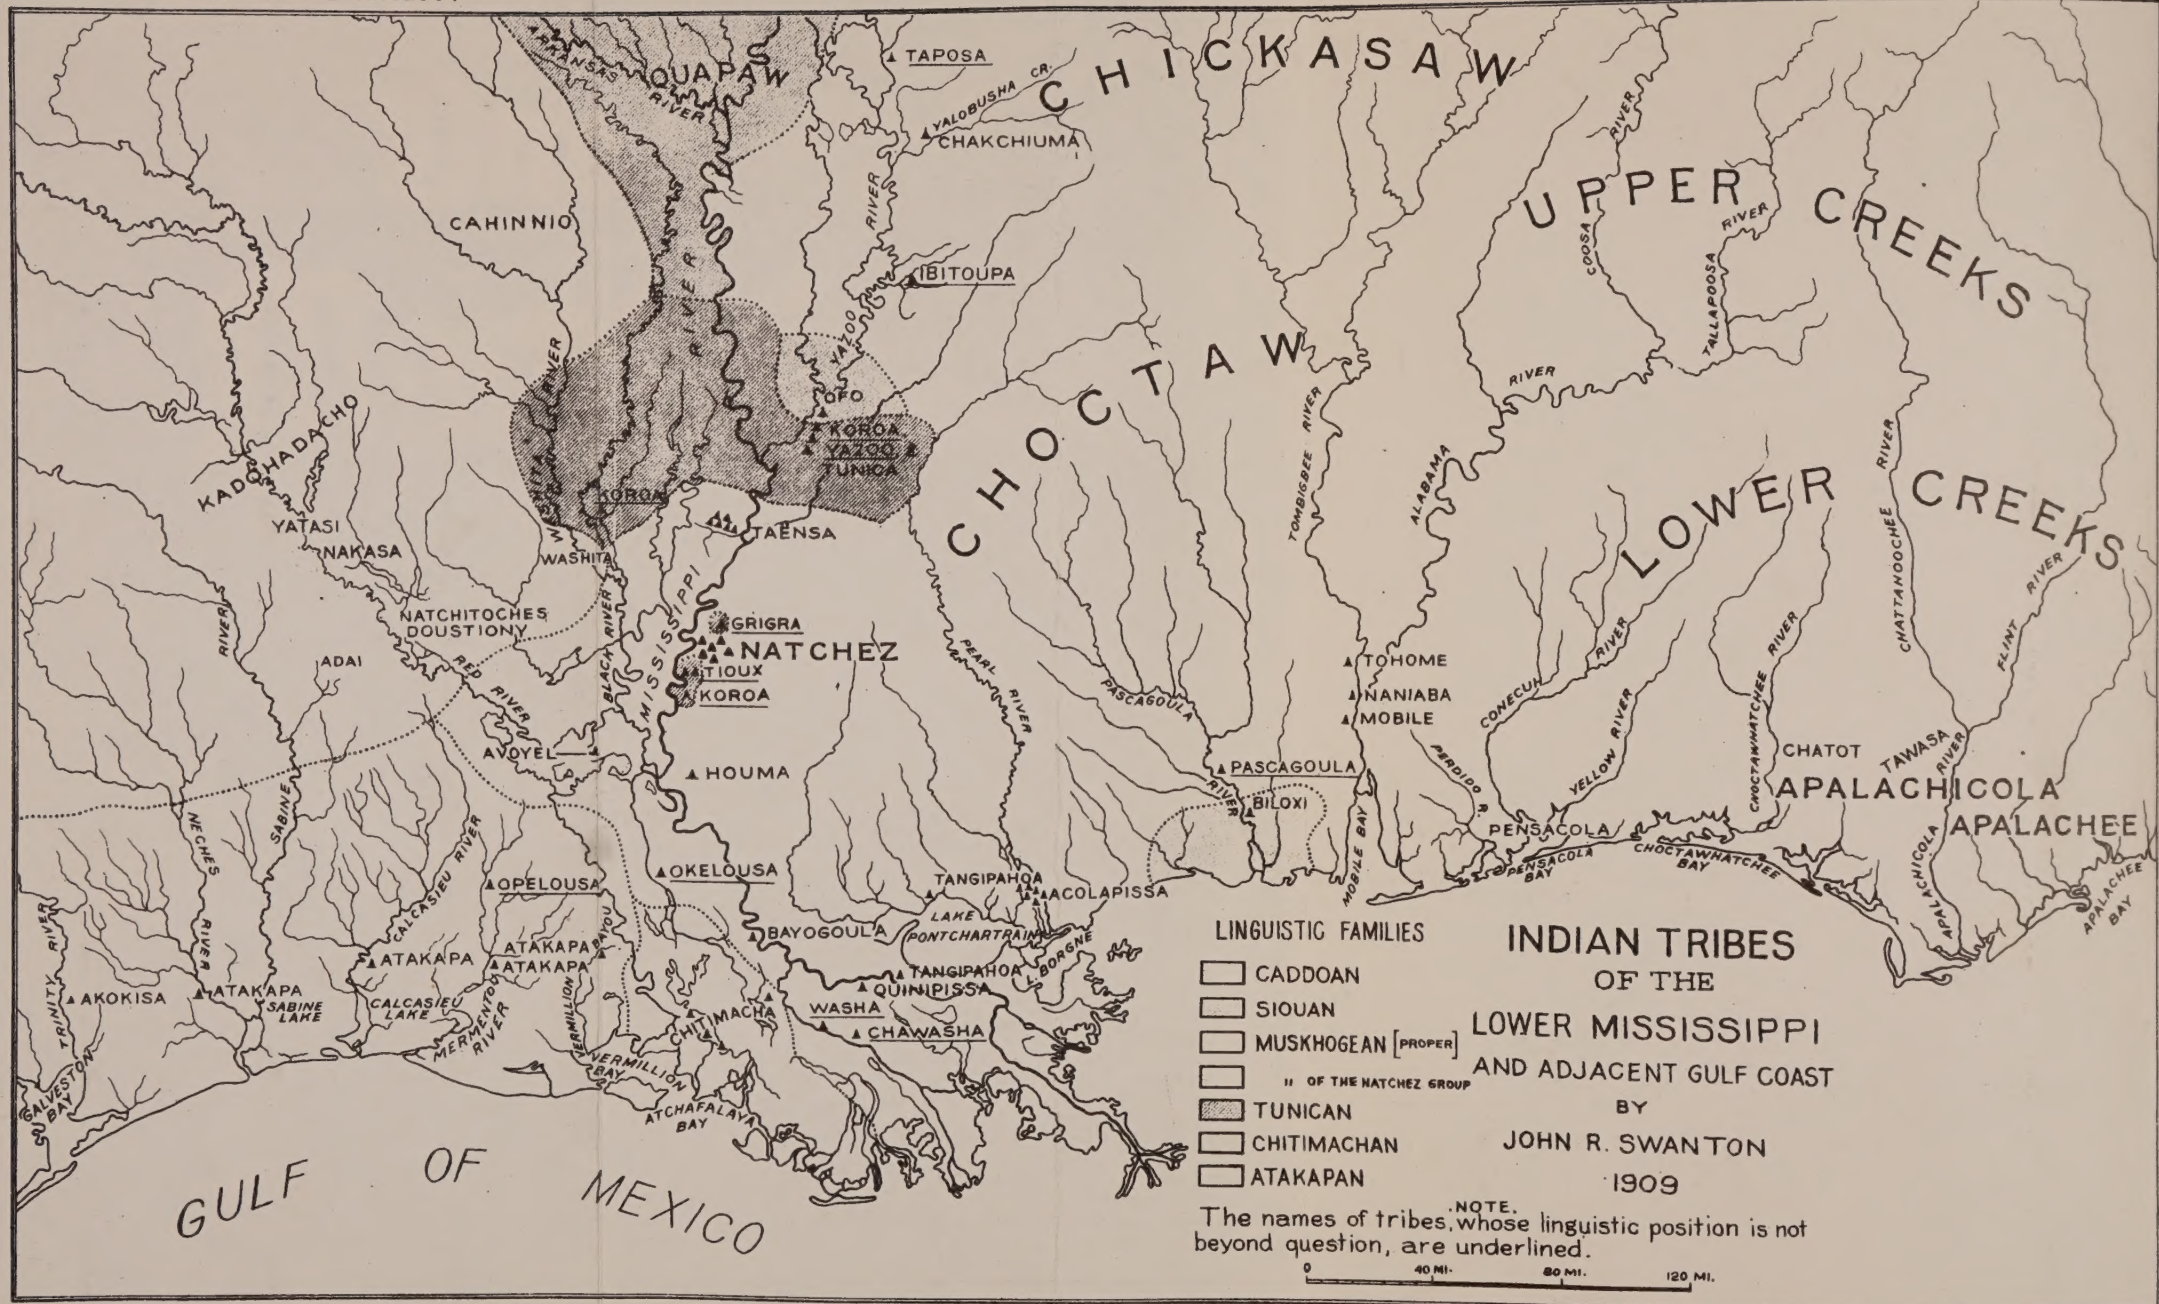 ARKANSAS
RIVER
QUAPAW
TAPOSA
YALOBUSHA CR.
CHAKCHIUMA
CHICKASAW
CAHINNIO
RIVER
IBITOUPA
YAZOO
RIVER
COOSA
RIVER
UPPER CREEKS
TALLAPOOSA
RIVER
WASHITA RIVER
OFO
KOROA
YAZOO
TUNICA
KOROA
CHOCTAW
TOMBIGBEE RIVER
ALABAMA
RIVER
LOWER CREEKS
CHATTAHOOCHEE
RIVER
FLINT
RIVER
KADOHADACHO
YATASI
NAKASA
WASHITA
TAENSA
NATCHITOCHES
DOUSTIONY
ADAI
RED RIVER
BLACK RIVER
MISSISSIPPI
RIVER
GRIGRA
NATCHEZ
TIOUX
KOROA
AVOYEL
HOUMA
PEARL
RIVER
PASCAGOULA
RIVER
TOHOME
NANIABA
MOBILE
PASCAGOULA
BILOXI
MOBILE BAY
PERDIDO R.
CONECUH
RIVER
YELLOW RIVER
CHOCTAWHATCHEE
RIVER
CHATOT
TAWASA
RIVER
APALACHICOLA
APALACHEE
APALACHICOLA
APALACHEE
BAY
PENSACOLA
PENSACOLA
BAY
CHOCTAWHATCHEE
BAY
RIVER
NECHES
RIVER
SABINE
CALCASIEU RIVER
OPELOUSA
OKELOUSA
TANGIPAHOA
ACOLAPISSA
LAKE
PONTCHARTRAIN
L. BORGNE
BAYOGOULA
TANGIPAHOA
QUINIPISSA
WASHA
CHAWASHA
CHITIMACHA
ATAKAPA
ATAKAPA
ATAKAPA
ATAKAPA
BAYOU
VERMILLION
AKOKISA
TRINITY RIVER
SABINE
LAKE
CALCASIEU
LAKE
MERMENTOU
RIVER
VERMILLION
BAY
ATCHAFALAYA
BAY
GALVESTON
BAY
GULF OF MEXICO
LINGUISTIC FAMILIES
CADDOAN
SIOUAN
MUSKHOGEAN [PROPER]
" OF THE NATCHEZ GROUP
TUNICAN
CHITIMACHAN
ATAKAPAN
INDIAN TRIBES
OF THE
LOWER MISSISSIPPI
AND ADJACENT GULF COAST
BY
JOHN R. SWANTON
1909
NOTE.
The names of tribes, whose linguistic position is not
beyond question, are underlined.
0 40 MI. 80 MI. 120 MI.